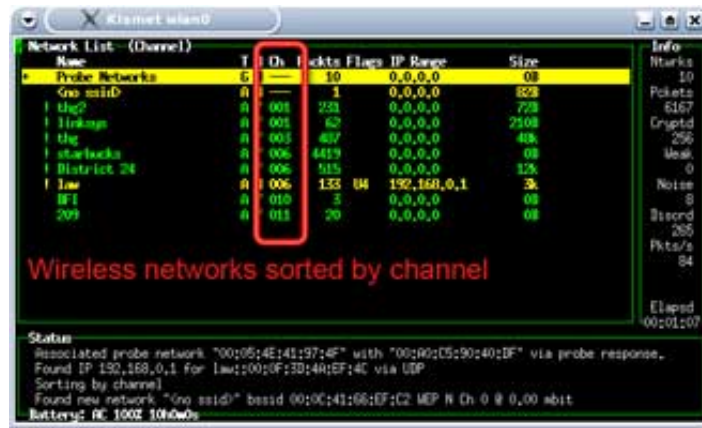 Kismet wlan0
Network List (Channel)
Name T Ch Packts Flags IP Range Size
Probe Networks G --- 10 0.0.0.0 0B
<no ssid> A --- 1 0.0.0.0 82B
! thg2 A 001 231 0.0.0.0 72B
! linksys A 001 62 0.0.0.0 210B
! thg A 003 487 0.0.0.0 48k
! starbucks A 006 4419 0.0.0.0 0B
! District 24 A 006 515 0.0.0.0 12k
! law A 006 133 U4 192.168.0.1 3k
BFI A 010 3 0.0.0.0 0B
209 A 011 20 0.0.0.0 0B
Wireless networks sorted by channel
Info
Ntwrks
10
Pckets
6167
Cryptd
256
Weak
0
Noise
8
Discrd
265
Pkts/s
84
Elapsd
00:01:07
Status
Associated probe network "00:05:4E:41:97:4F" with "00:A0:C5:90:40:DF" via probe response.
Found IP 192.168.0.1 for law::00:0F:3D:4A:EF:4C via UDP
Sorting by channel
Found new network "<no ssid>" bssid 00:0C:41:66:EF:C2 WEP N Ch 0 @ 0.00 mbit
Battery: AC 100% 10h0m0s